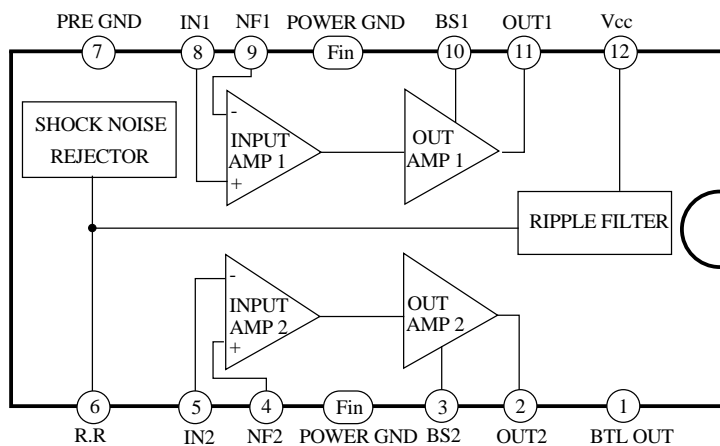 PRE GND IN1 NF1 POWER GND BS1 OUT1 Vcc
7 8 9 Fin 10 11 12
SHOCK NOISE
REJECTOR
-
INPUT
AMP 1
+
OUT
AMP 1
RIPPLE FILTER
-
INPUT
AMP 2
+
OUT
AMP 2
6 5 4 Fin 3 2 1
R.R IN2 NF2 POWER GND BS2 OUT2 BTL OUT